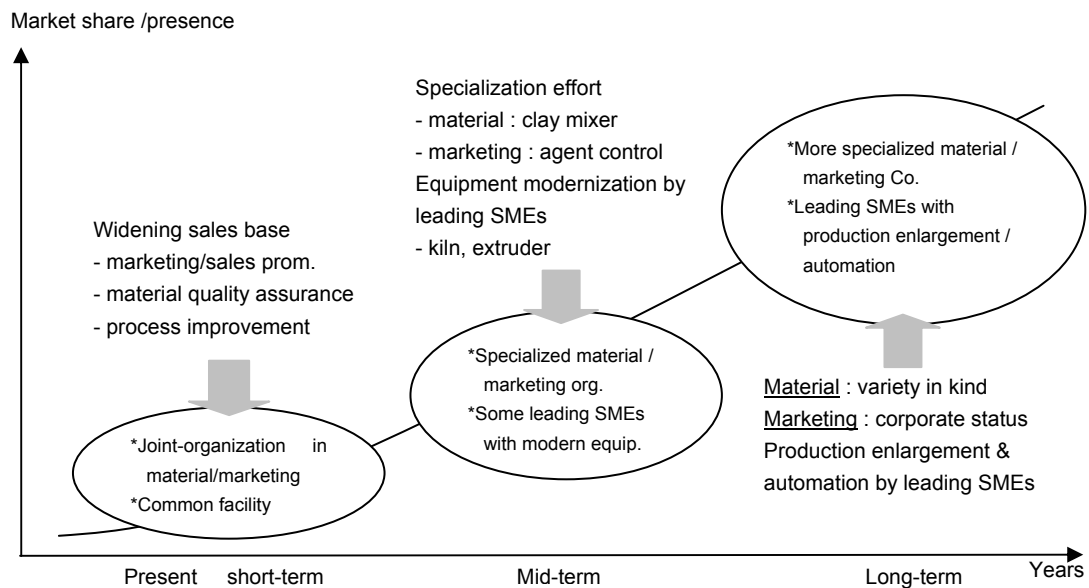 Market share /presence
Specialization effort
- material : clay mixer
- marketing : agent control
Equipment modernization by
leading SMEs
- kiln, extruder
*More specialized material /
marketing Co.
*Leading SMEs with
production enlargement /
automation
Widening sales base
- marketing/sales prom.
- material quality assurance
- process improvement
*Specialized material /
marketing org.
*Some leading SMEs
with modern equip.
Material : variety in kind
Marketing : corporate status
Production enlargement &
automation by leading SMEs
*Joint-organization in
material/marketing
*Common facility
Present short-term Mid-term Long-term Years